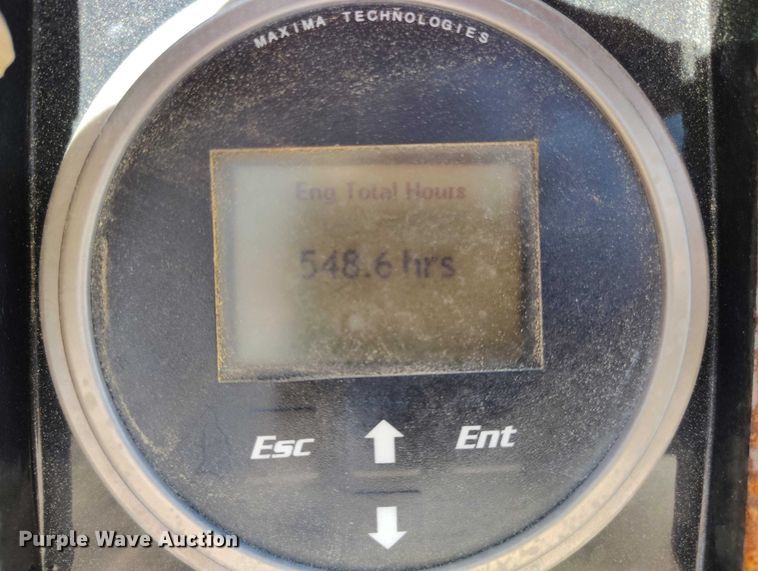 MAXIMA TECHNOLOGIES
Eng Total Hours
548.6 hrs
Esc
Ent
Purple Wave Auction